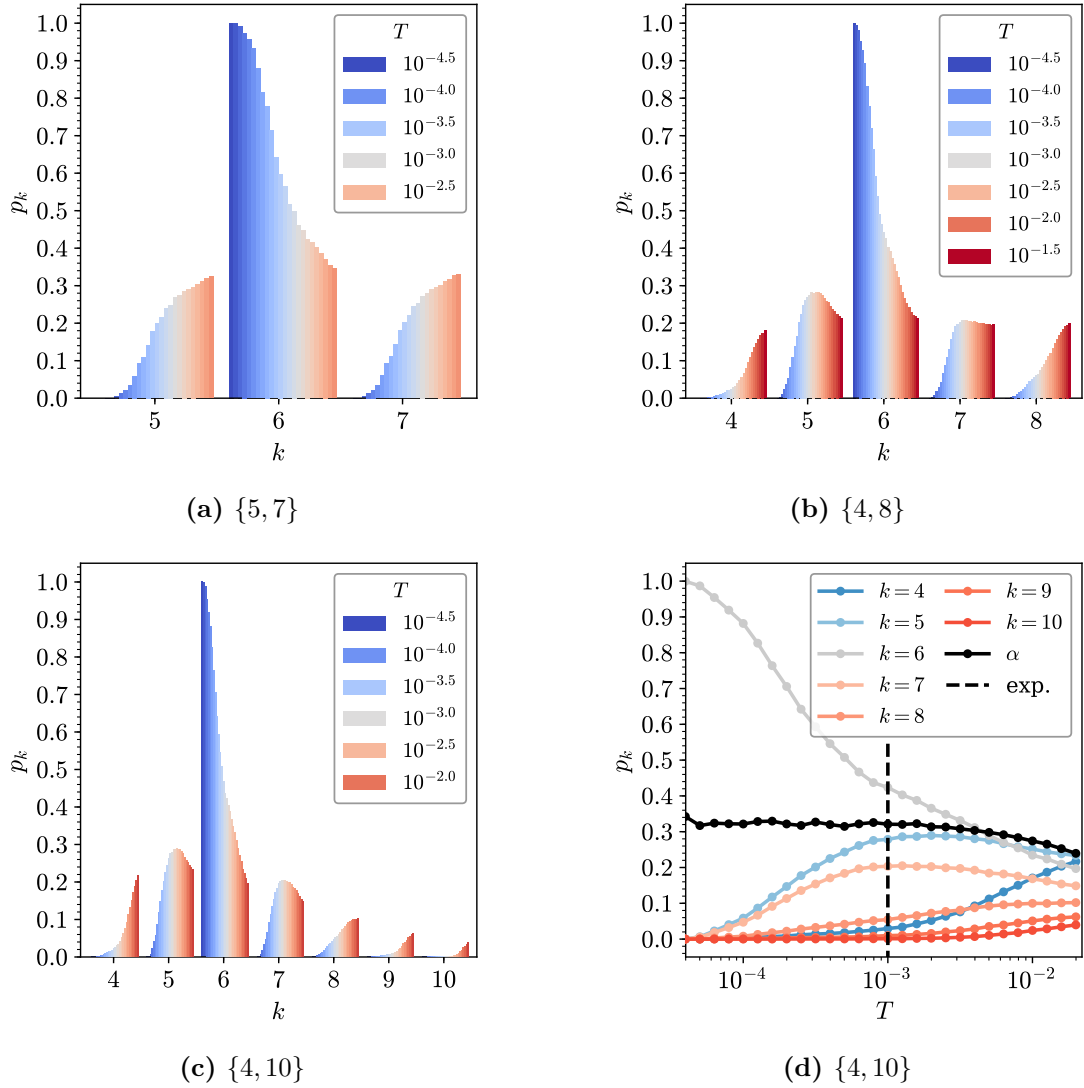 T
10^{-4.5}
10^{-4.0}
10^{-3.5}
10^{-3.0}
10^{-2.5}
1.0
0.9
0.8
0.7
0.6
0.5
0.4
0.3
0.2
0.1
0.0
p_k
5 6 7
k
(a) {5, 7}
T
10^{-4.5}
10^{-4.0}
10^{-3.5}
10^{-3.0}
10^{-2.5}
10^{-2.0}
10^{-1.5}
1.0
0.9
0.8
0.7
0.6
0.5
0.4
0.3
0.2
0.1
0.0
p_k
4 5 6 7 8
k
(b) {4, 8}
T
10^{-4.5}
10^{-4.0}
10^{-3.5}
10^{-3.0}
10^{-2.5}
10^{-2.0}
1.0
0.9
0.8
0.7
0.6
0.5
0.4
0.3
0.2
0.1
0.0
p_k
4 5 6 7 8 9 10
k
(c) {4, 10}
k = 4
k = 5
k = 6
k = 7
k = 8
k = 9
k = 10
α
exp.
1.0
0.9
0.8
0.7
0.6
0.5
0.4
0.3
0.2
0.1
0.0
p_k
10^{-4} 10^{-3} 10^{-2}
T
(d) {4, 10}